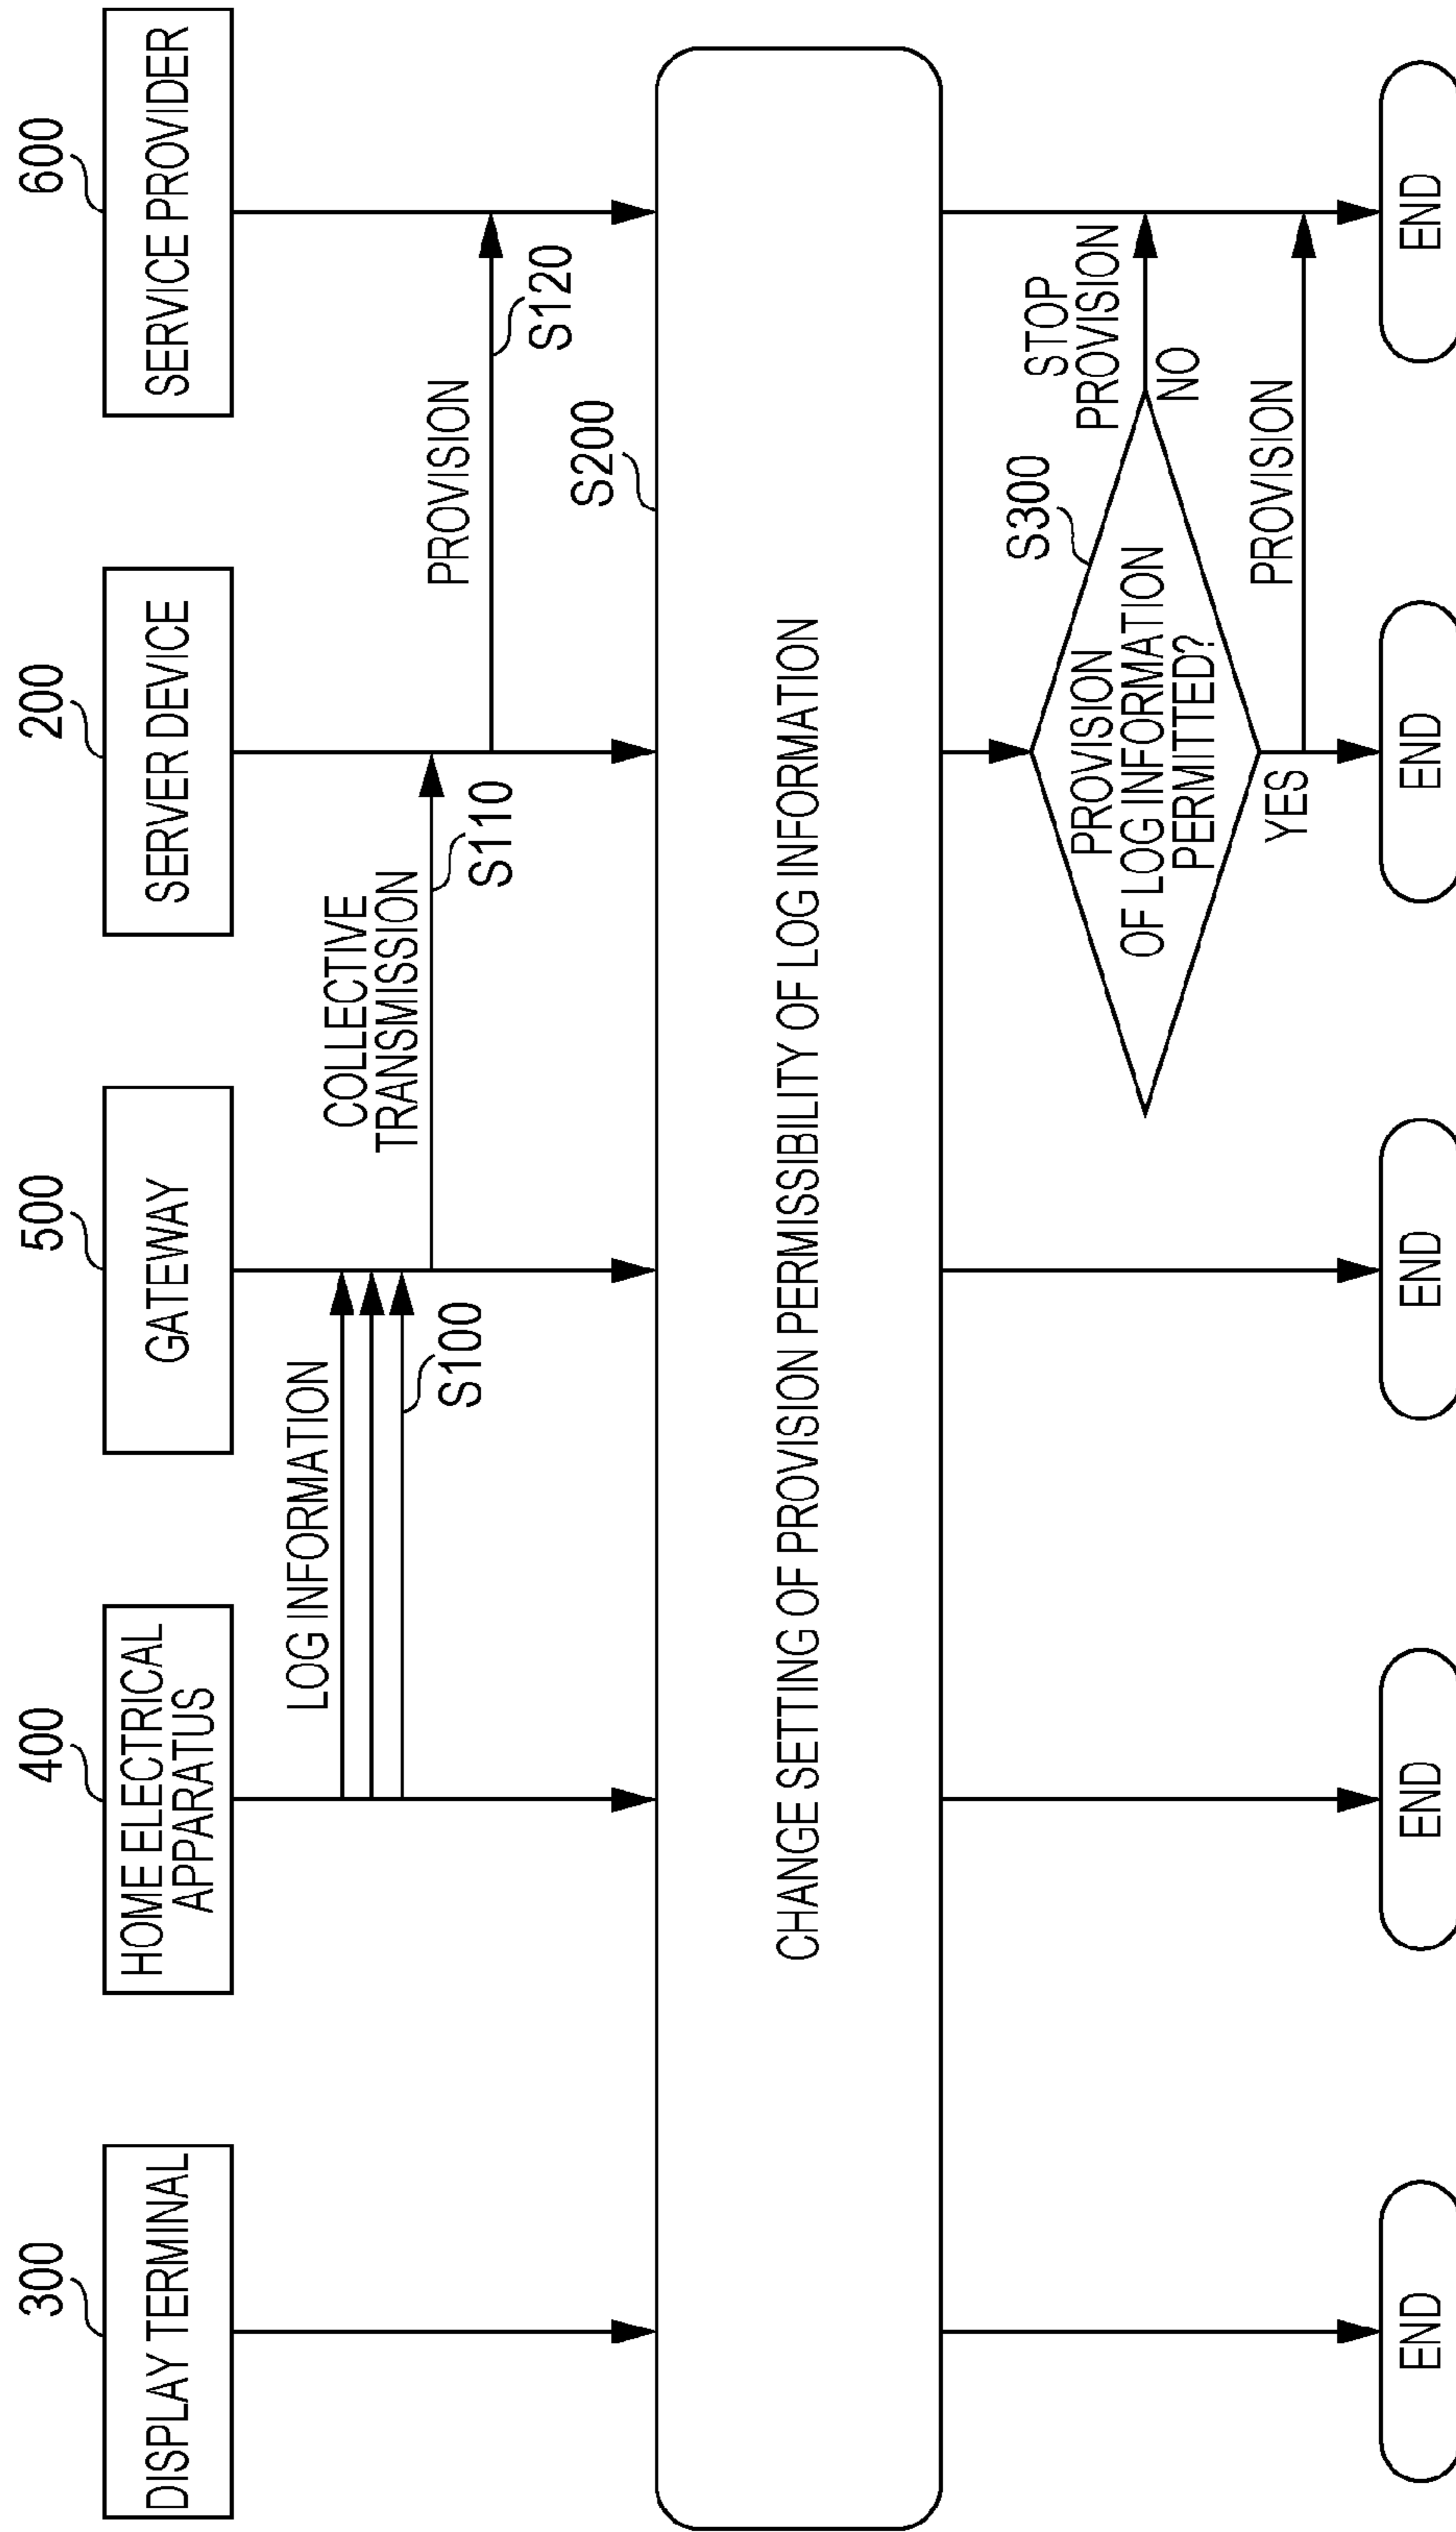 300
400
500
200
600
DISPLAY TERMINAL
HOME ELECTRICAL
APPARATUS
GATEWAY
SERVER DEVICE
SERVICE PROVIDER
LOG INFORMATION
S100
COLLECTIVE
TRANSMISSION
S110
PROVISION
S120
S200
CHANGE SETTING OF PROVISION PERMISSIBILITY OF LOG INFORMATION
S300
PROVISION
OF LOG INFORMATION
PERMITTED?
STOP
PROVISION
NO
YES
PROVISION
END
END
END
END
END